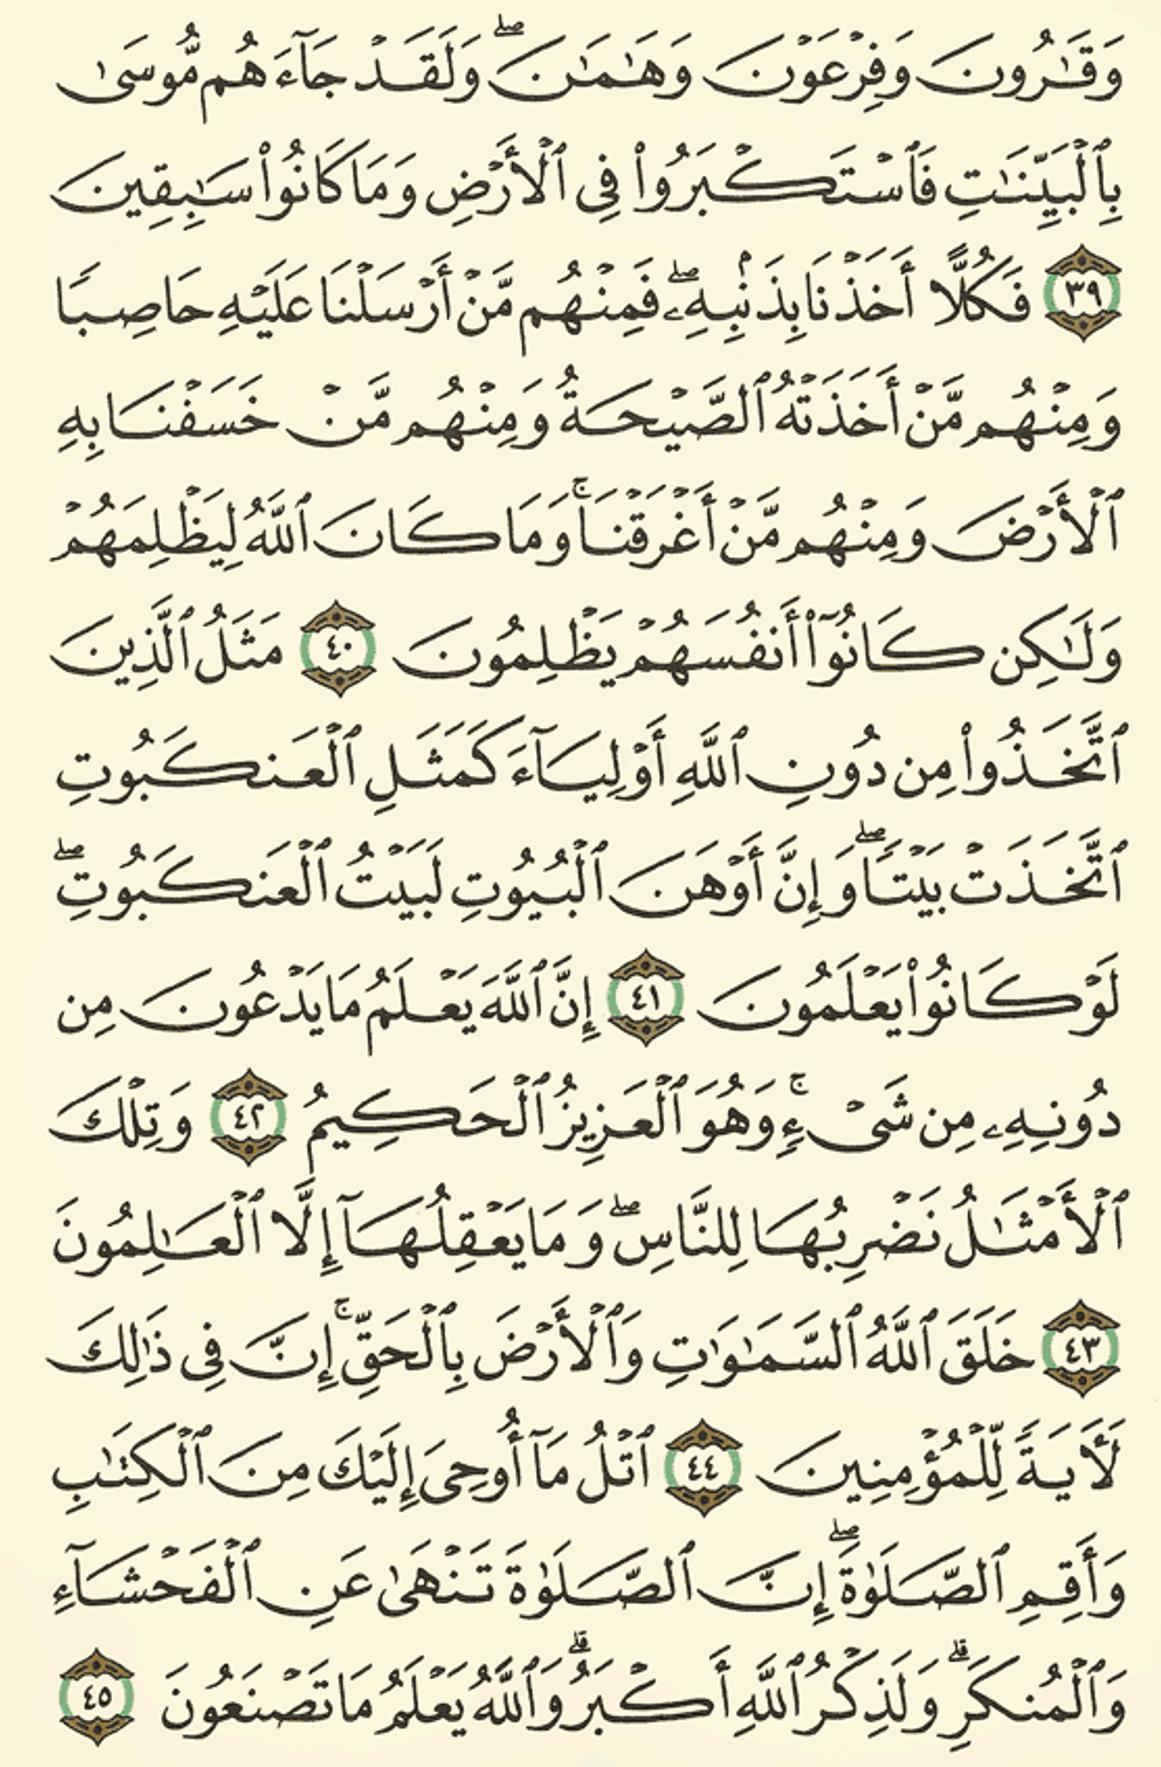 وَقَٰرُونَ وَفِرْعَوْنَ وَهَٰمَٰنَ ۖ وَلَقَدْ جَآءَهُم مُّوسَىٰ
بِٱلْبَيِّنَٰتِ فَٱسْتَكْبَرُوا۟ فِى ٱلْأَرْضِ وَمَا كَانُوا۟ سَٰبِقِينَ
٣٩ فَكُلًّا أَخَذْنَا بِذَنۢبِهِۦ ۖ فَمِنْهُم مَّنْ أَرْسَلْنَا عَلَيْهِ حَاصِبًا
وَمِنْهُم مَّنْ أَخَذَتْهُ ٱلصَّيْحَةُ وَمِنْهُم مَّنْ خَسَفْنَا بِهِ
ٱلْأَرْضَ وَمِنْهُم مَّنْ أَغْرَقْنَا ۚ وَمَا كَانَ ٱللَّهُ لِيَظْلِمَهُمْ
وَلَٰكِن كَانُوٓا۟ أَنفُسَهُمْ يَظْلِمُونَ ٤٠ مَثَلُ ٱلَّذِينَ
ٱتَّخَذُوا۟ مِن دُونِ ٱللَّهِ أَوْلِيَآءَ كَمَثَلِ ٱلْعَنكَبُوتِ
ٱتَّخَذَتْ بَيْتًا ۖ وَإِنَّ أَوْهَنَ ٱلْبُيُوتِ لَبَيْتُ ٱلْعَنكَبُوتِ ۖ
لَوْ كَانُوا۟ يَعْلَمُونَ ٤١ إِنَّ ٱللَّهَ يَعْلَمُ مَا يَدْعُونَ مِن
دُونِهِۦ مِن شَىْءٍ ۚ وَهُوَ ٱلْعَزِيزُ ٱلْحَكِيمُ ٤٢ وَتِلْكَ
ٱلْأَمْثَٰلُ نَضْرِبُهَا لِلنَّاسِ ۖ وَمَا يَعْقِلُهَآ إِلَّا ٱلْعَٰلِمُونَ
٤٣ خَلَقَ ٱللَّهُ ٱلسَّمَٰوَٰتِ وَٱلْأَرْضَ بِٱلْحَقِّ ۚ إِنَّ فِى ذَٰلِكَ
لَءَايَةً لِّلْمُؤْمِنِينَ ٤٤ ٱتْلُ مَآ أُوحِىَ إِلَيْكَ مِنَ ٱلْكِتَٰبِ
وَأَقِمِ ٱلصَّلَوٰةَ ۖ إِنَّ ٱلصَّلَوٰةَ تَنْهَىٰ عَنِ ٱلْفَحْشَآءِ
وَٱلْمُنكَرِ ۗ وَلَذِكْرُ ٱللَّهِ أَكْبَرُ ۗ وَٱللَّهُ يَعْلَمُ مَا تَصْنَعُونَ ٤٥